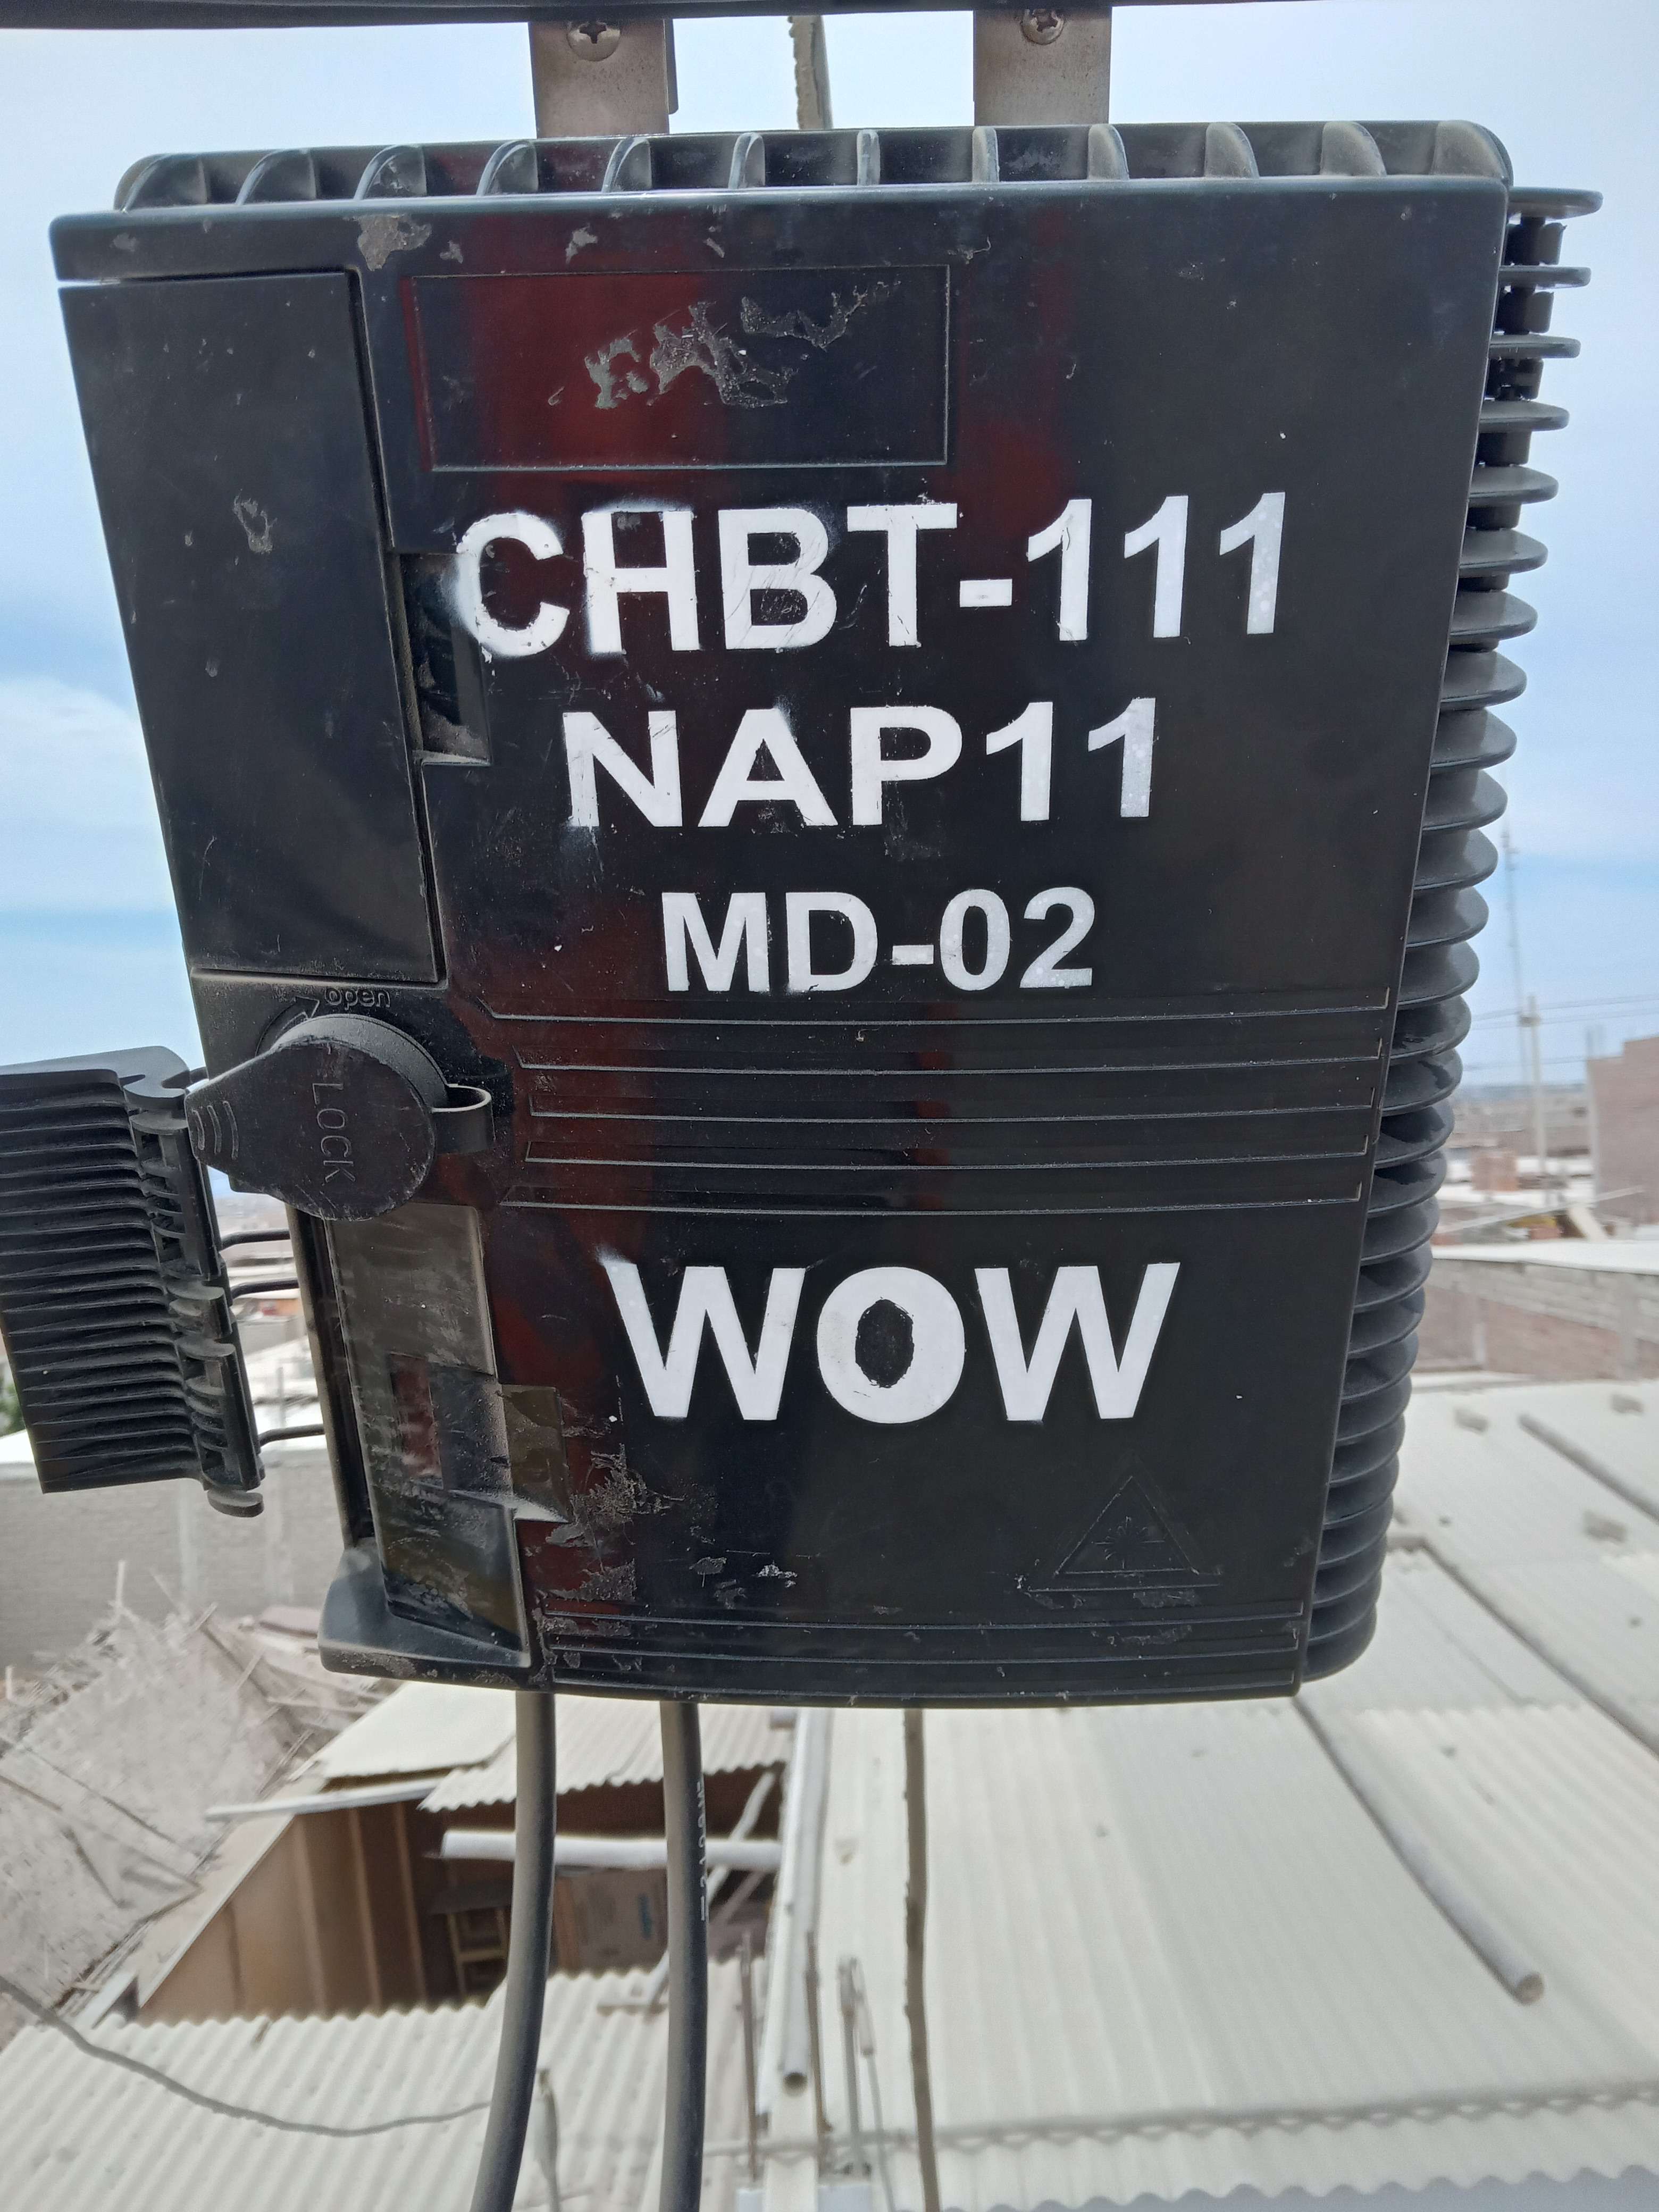 CHBT-111
NAP11
MD-02
open
LOCK
WOW